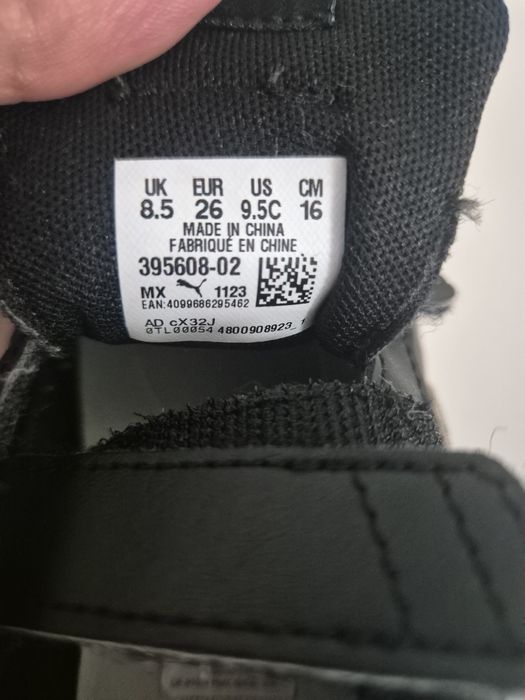 UK EUR US CM
8.5 26 9.5C 16
MADE IN CHINA
FABRIQUÉ EN CHINE
395608-02
MX 1123
EAN:4099686295462
AD cX32J
0TL00054 4800908923_1